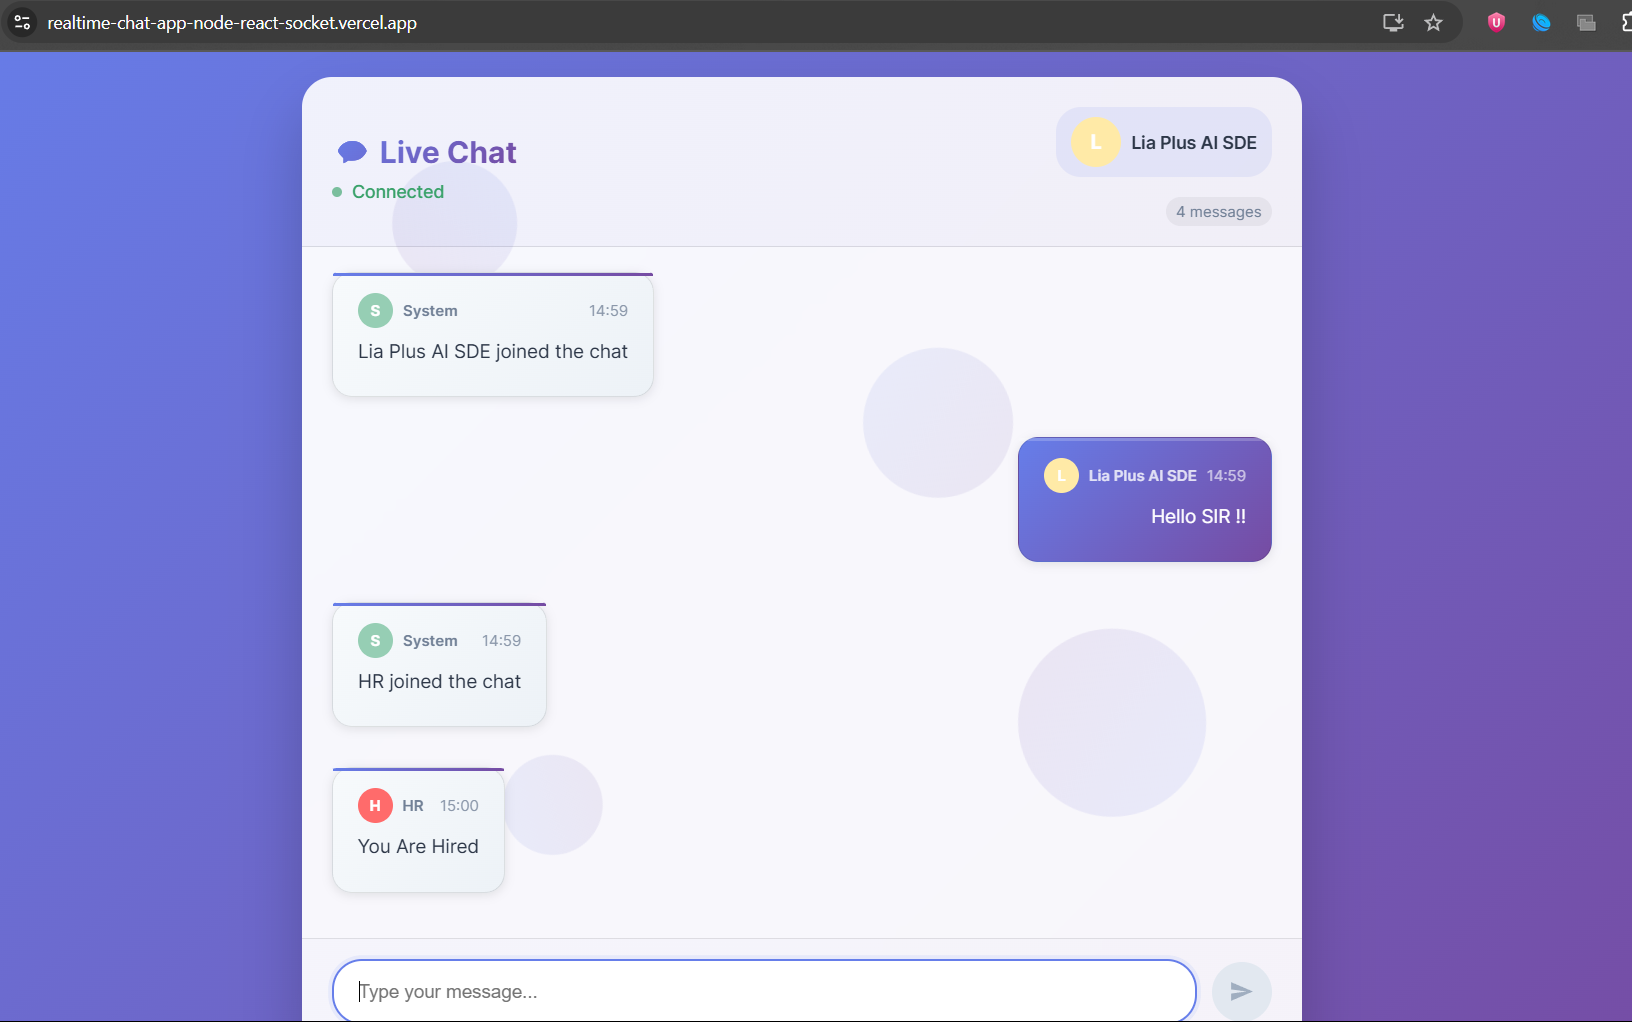 realtime-chat-app-node-react-socket.vercel.app
U
Live Chat
Connected
L
Lia Plus AI SDE
4 messages
S System 14:59
Lia Plus AI SDE joined the chat
L Lia Plus AI SDE 14:59
Hello SIR !!
S System 14:59
HR joined the chat
H HR 15:00
You Are Hired
Type your message...